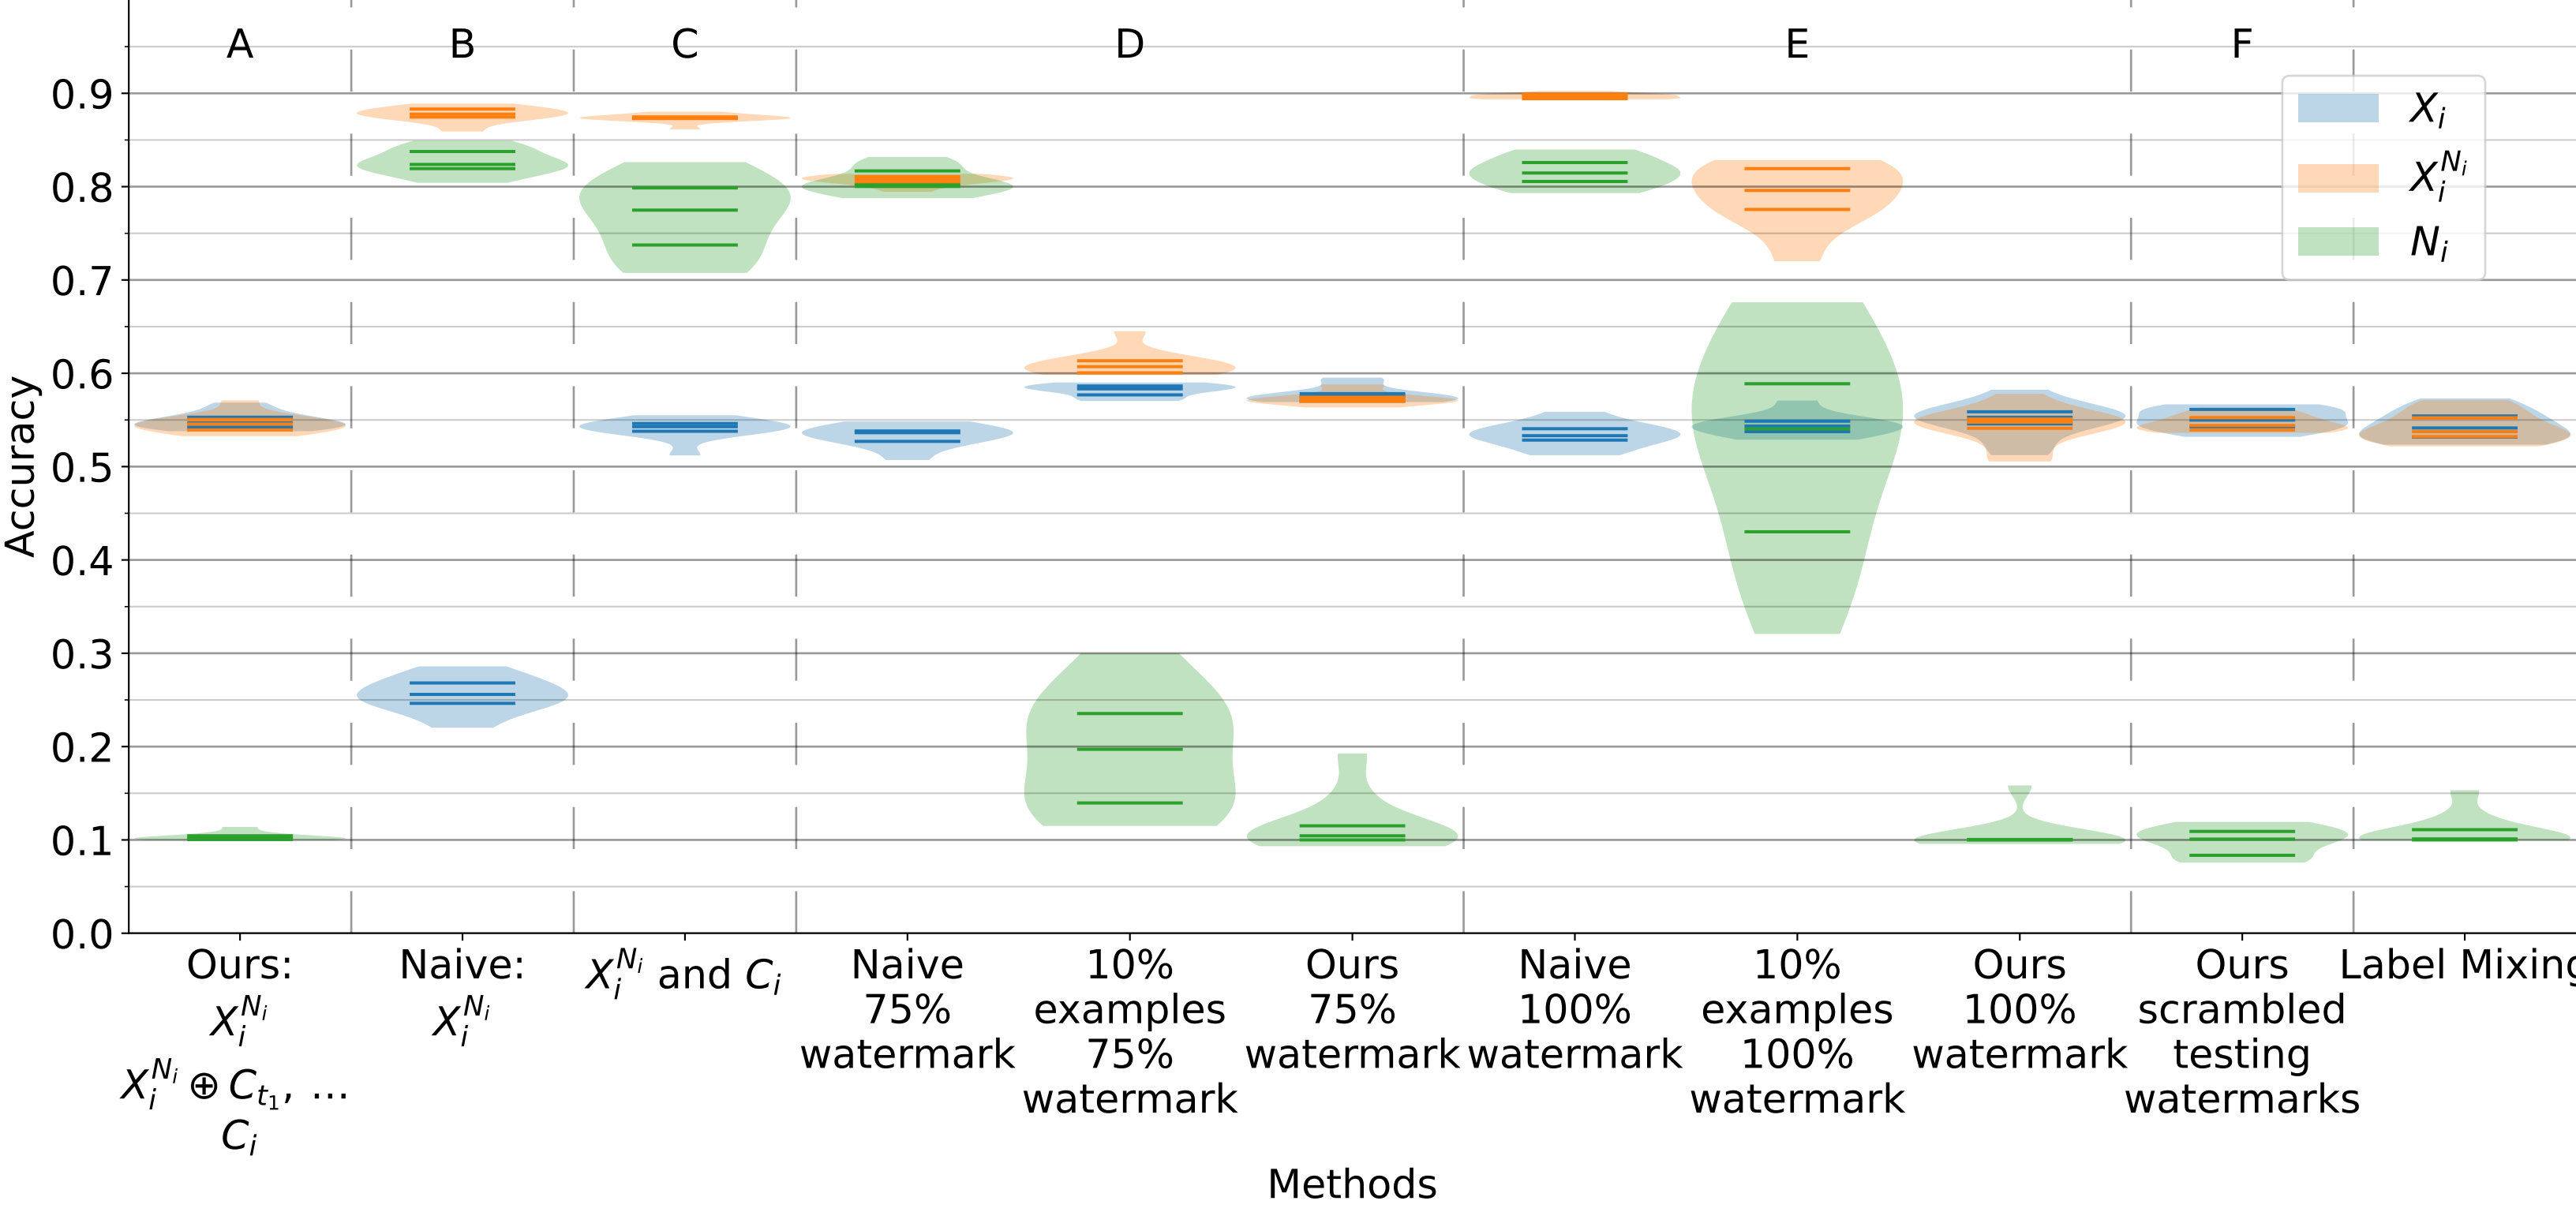 A B C D E F
0.9
0.8
0.7
0.6
0.5
0.4
0.3
0.2
0.1
0.0
Accuracy
X_i
X_i^{N_i}
N_i
Ours:
X_i^{N_i}
X_i^{N_i} ⊕ C_{t_1}, ...
C_i
Naive:
X_i^{N_i}
X_i^{N_i} and C_i
Naive
75%
watermark
10%
examples
75%
watermark
Ours
75%
watermark
Naive
100%
watermark
10%
examples
100%
watermark
Ours
100%
watermark
Ours
scrambled
testing
watermarks
Label Mixing
Methods